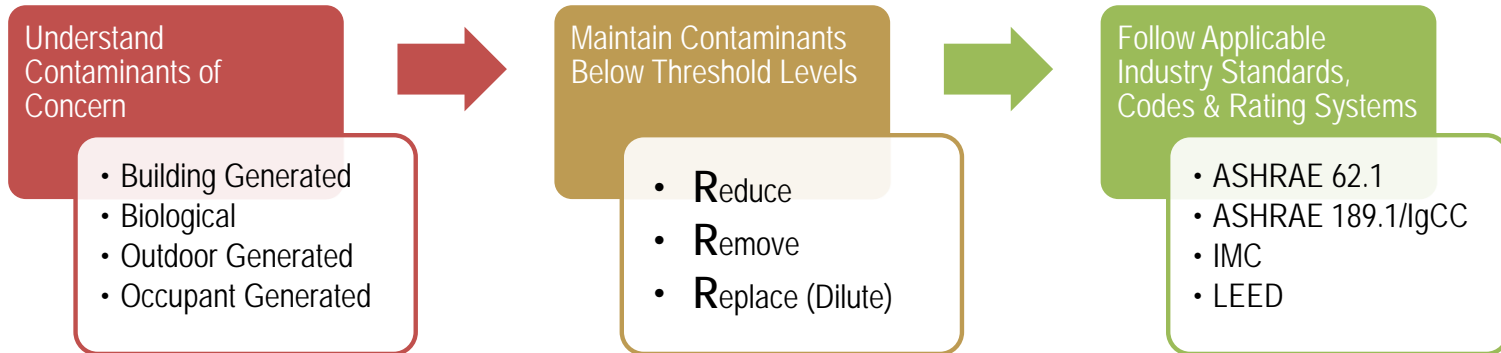 Understand
Contaminants of
Concern
• Building Generated
• Biological
• Outdoor Generated
• Occupant Generated
Maintain Contaminants
Below Threshold Levels
• Reduce
• Remove
• Replace (Dilute)
Follow Applicable
Industry Standards,
Codes & Rating Systems
• ASHRAE 62.1
• ASHRAE 189.1/IgCC
• IMC
• LEED